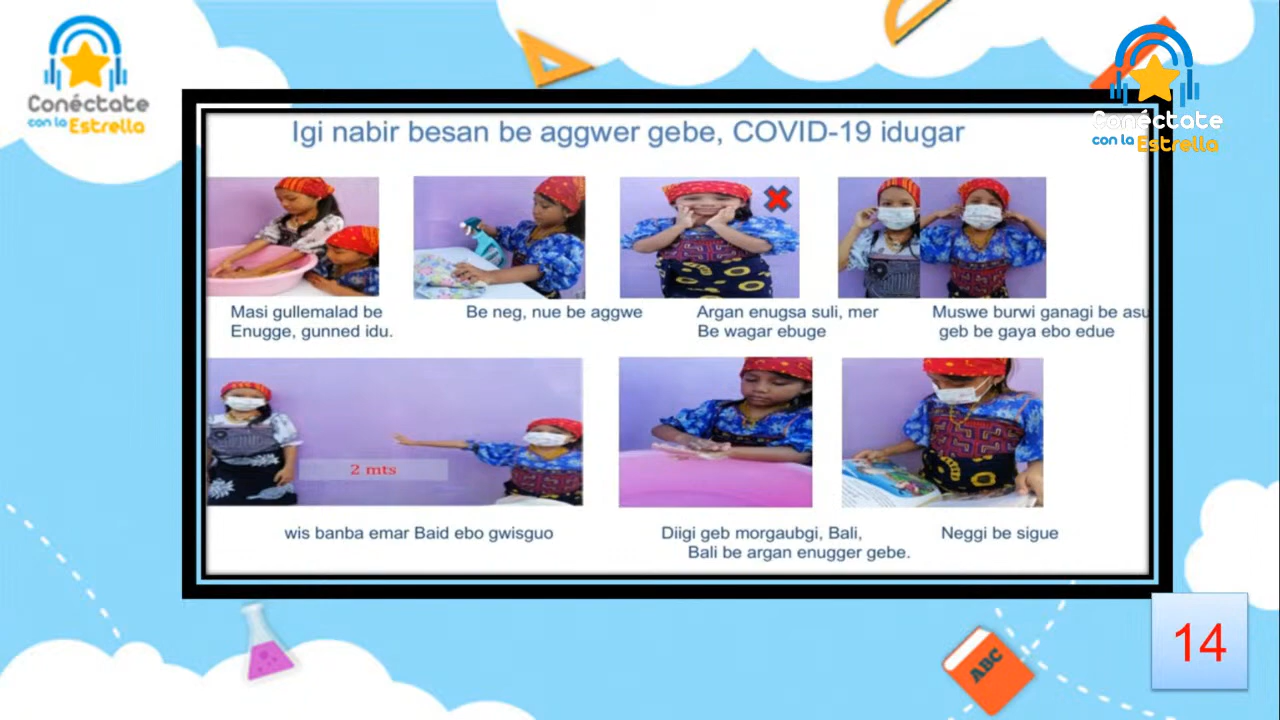 Conéctate
con la Estrella
Conéctate
con la Estrella
Igi nabir besan be aggwer gebe, COVID-19 idugar
Masi gullemalad be
Enugge, gunned idu.
Be neg, nue be aggwe
Argan enugsa suli, mer
Be wagar ebuge
Muswe burwi ganagi be asu
geb be gaya ebo edue
2 mts
wis banba emar Baid ebo gwisguo
Diigi geb morgaubgi, Bali,
Bali be argan enugger gebe.
Neggi be sigue
ABC
14